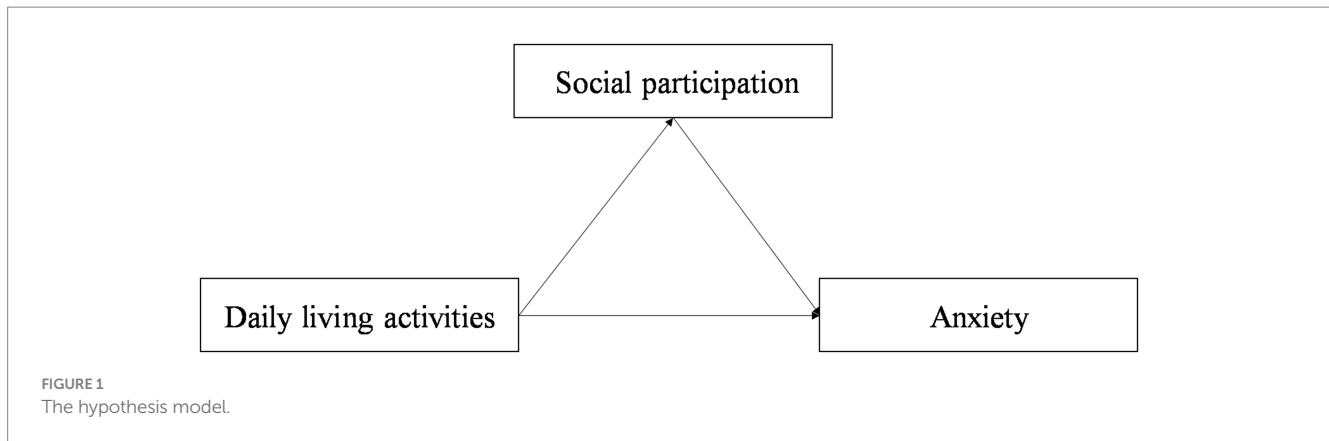 Social participation
Daily living activities
Anxiety
FIGURE 1
The hypothesis model.